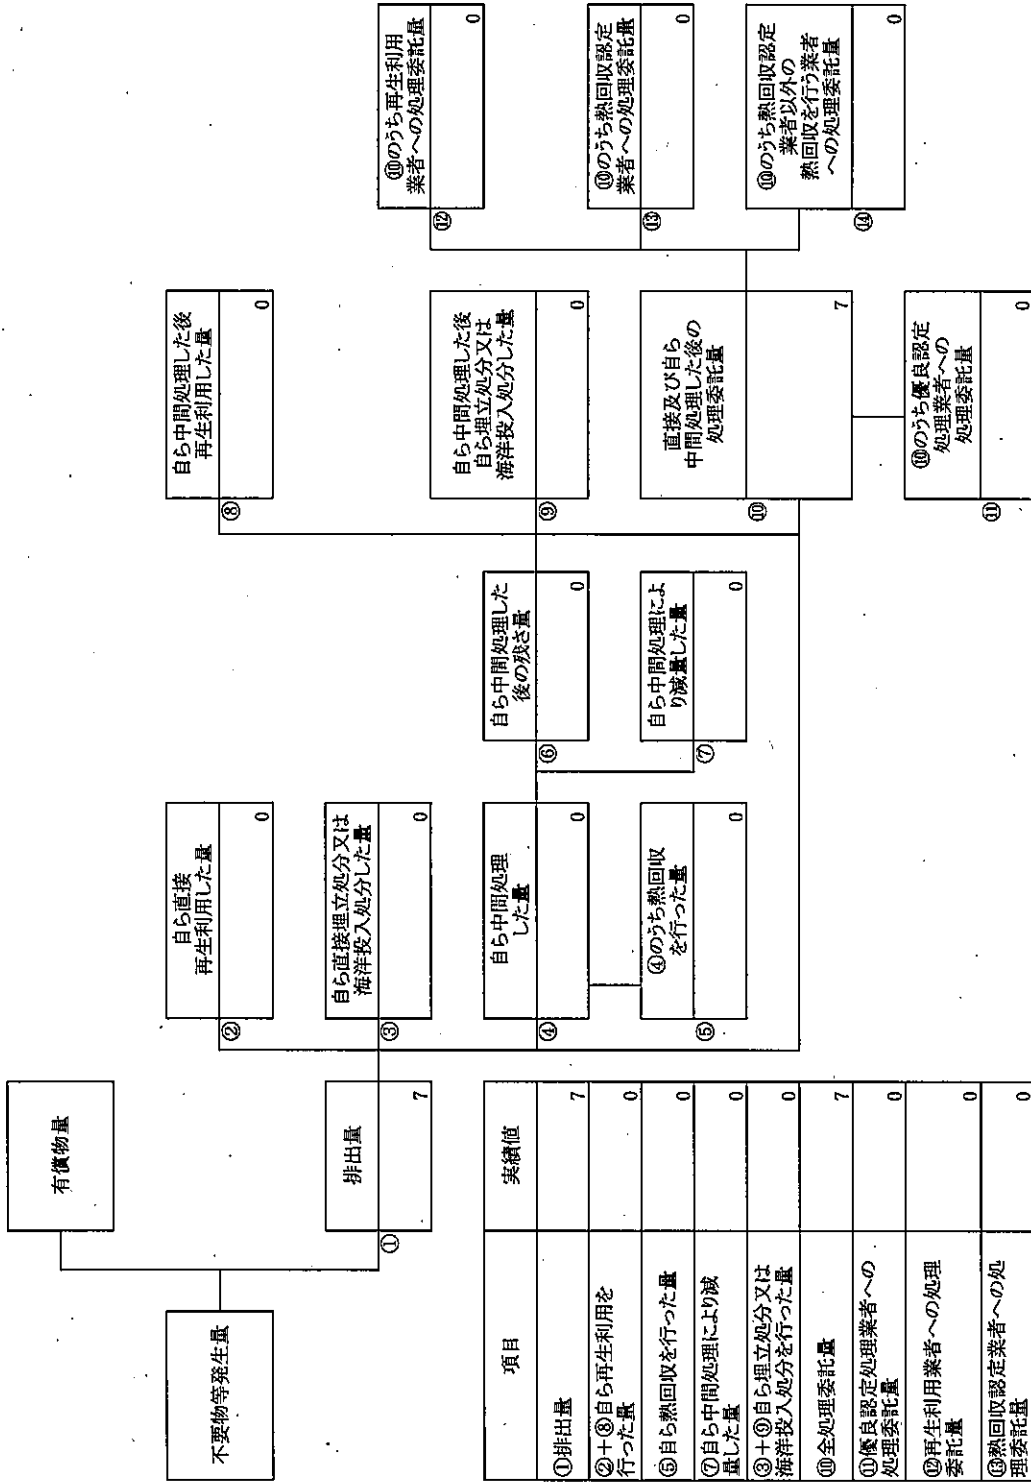 有償物量
不要物等発生量
排出量
①
7
自ら直接
再生利用した量
②
0
自ら直接埋立処分又は
海洋投入処分した量
③
0
自ら中間処理
した量
④
0
④のうち熱回収
を行った量
⑤
0
自ら中間処理した
後の残さ量
⑥
0
自ら中間処理によ
り減量した量
⑦
0
自ら中間処理した後
再生利用した量
⑧
0
自ら中間処理した後
自ら埋立処分又は
海洋投入処分した量
⑨
0
直接及び自ら
中間処理した後の
処理委託量
⑩
7
⑩のうち優良認定
処理業者への
処理委託量
⑪
0
⑩のうち再生利用
業者への処理委託量
⑫
0
⑩のうち熱回収認定
業者への処理委託量
⑬
0
⑩のうち熱回収認定
業者以外の
熱回収を行う業者
への処理委託量
⑭
0
項目 実績値
①排出量 7
②+⑧自ら再生利用を
行った量 0
⑤自ら熱回収を行った量 0
⑦自ら中間処理により減
量した量 0
③+⑨自ら埋立処分又は
海洋投入処分を行った量 0
⑩全処理委託量 7
⑪優良認定処理業者への
処理委託量 0
⑫再生利用業者への処理
委託量 0
⑬熱回収認定業者への処
理委託量 0